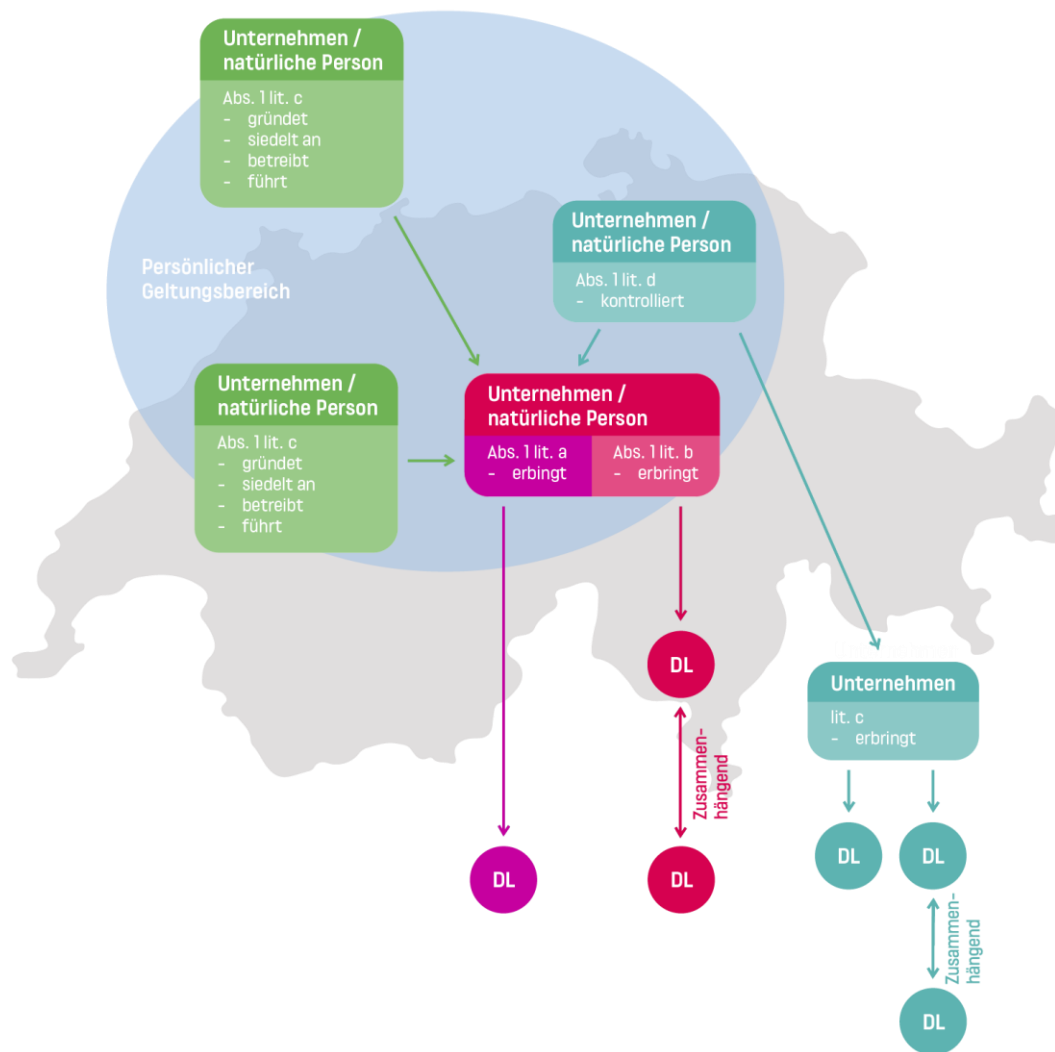 Unternehmen /
natürliche Person
Abs. 1 lit. c
- gründet
- siedelt an
- betreibt
- führt
Persönlicher
Geltungsbereich
Unternehmen /
natürliche Person
Abs. 1 lit. d
- kontrolliert
Unternehmen /
natürliche Person
Abs. 1 lit. c
- gründet
- siedelt an
- betreibt
- führt
Unternehmen /
natürliche Person
Abs. 1 lit. a
- erbingt
Abs. 1 lit. b
- erbringt
DL
Zusammen-
hängend
DL
DL
Unternehmen
lit. c
- erbringt
DL
DL
Zusammen-
hängend
DL